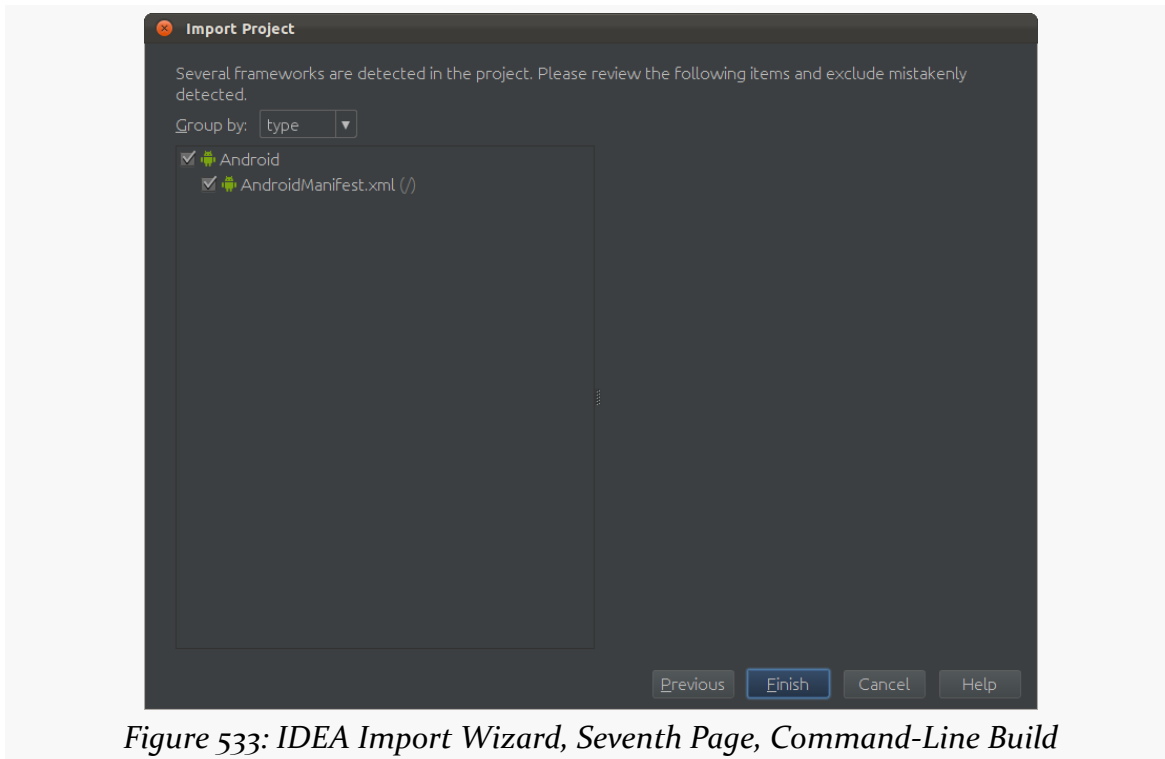 Import Project
Several frameworks are detected in the project. Please review the following items and exclude mistakenly
detected.
Group by: type
Android
AndroidManifest.xml (/)
Previous Finish Cancel Help
Figure 533: IDEA Import Wizard, Seventh Page, Command-Line Build